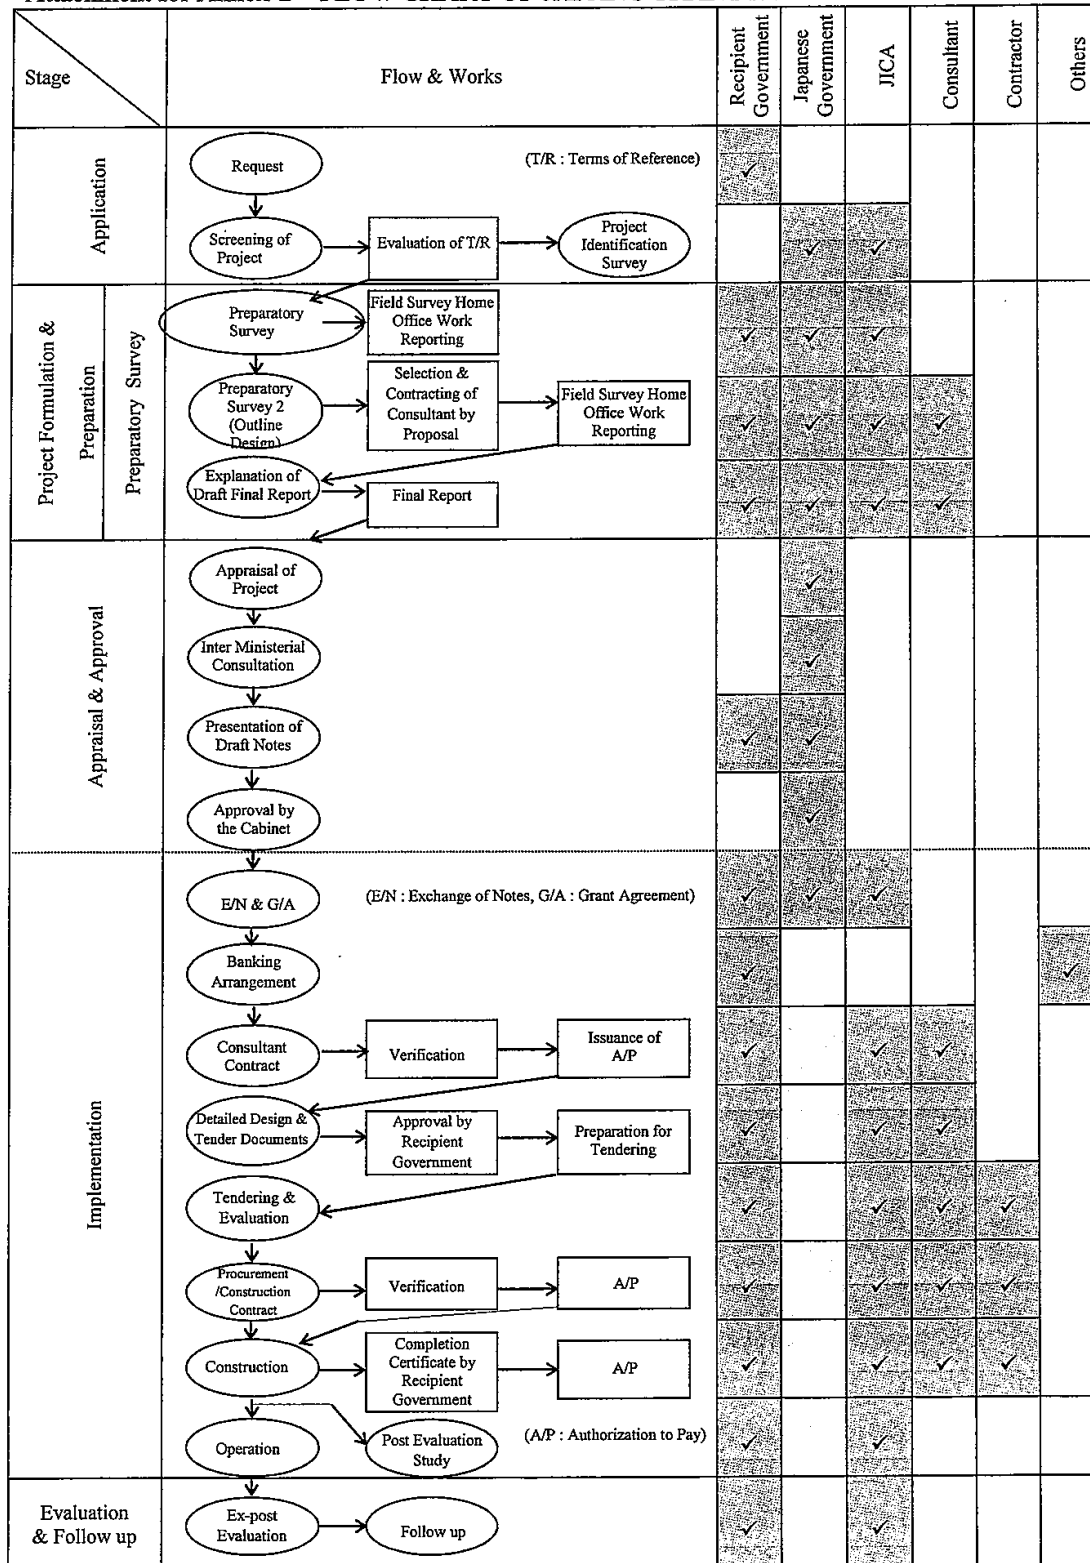 Stage
Flow & Works
Recipient
Government
Japanese
Government
JICA
Consultant
Contractor
Others
Application
Request
(T/R : Terms of Reference)
✓
Screening of
Project
Evaluation of T/R
Project
Identification
Survey
✓ ✓
Project Formulation &
Preparation
Preparatory Survey
Preparatory
Survey
Field Survey Home
Office Work
Reporting
✓ ✓ ✓
Preparatory
Survey 2
(Outline
Design)
Selection &
Contracting of
Consultant by
Proposal
Field Survey Home
Office Work
Reporting
✓ ✓ ✓ ✓
Explanation of
Draft Final Report
Final Report
✓ ✓ ✓ ✓
Appraisal & Approval
Appraisal of
Project
✓
Inter Ministerial
Consultation
✓
Presentation of
Draft Notes
✓ ✓
Approval by
the Cabinet
✓
Implementation
E/N & G/A
(E/N : Exchange of Notes, G/A : Grant Agreement)
✓ ✓ ✓
Banking
Arrangement
✓ ✓
Consultant
Contract
Verification
Issuance of
A/P
✓ ✓ ✓
Detailed Design &
Tender Documents
Approval by
Recipient
Government
Preparation for
Tendering
✓ ✓ ✓
Tendering &
Evaluation
✓ ✓ ✓ ✓
Procurement
/Construction
Contract
Verification
A/P
✓ ✓ ✓ ✓
Construction
Completion
Certificate by
Recipient
Government
A/P
✓ ✓ ✓ ✓
Operation
Post Evaluation
Study
(A/P : Authorization to Pay)
✓ ✓
Evaluation
& Follow up
Ex-post
Evaluation
Follow up
✓ ✓